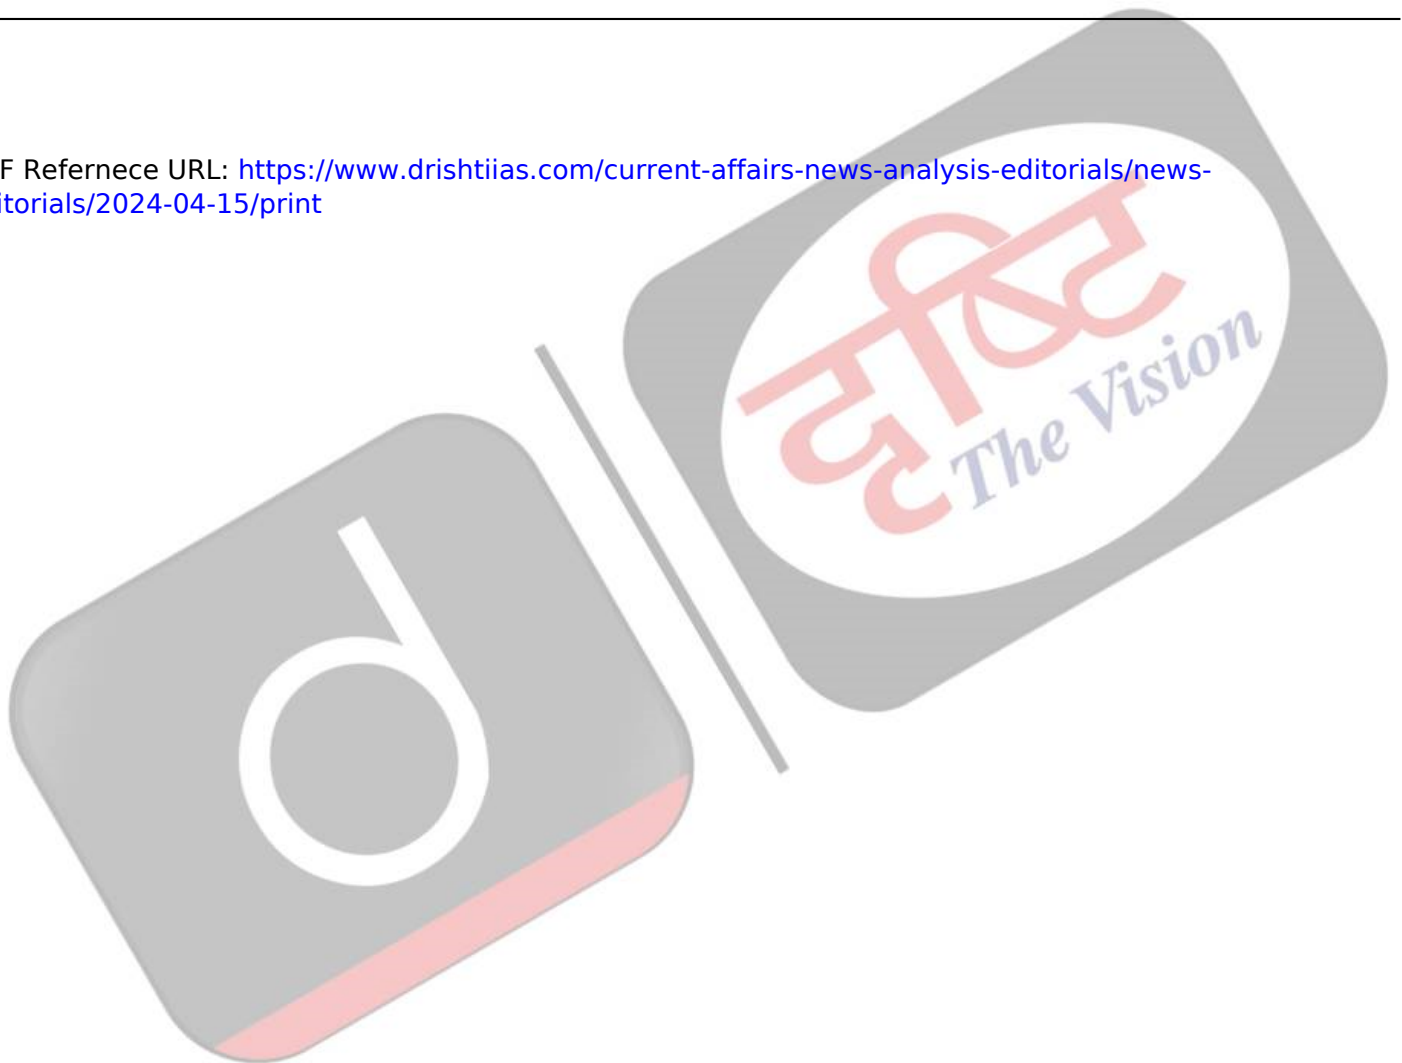 F Refernece URL: https://www.drishtiias.com/current-affairs-news-analysis-editorials/news-
itorials/2024-04-15/print
दृष्टि
The Vision
d